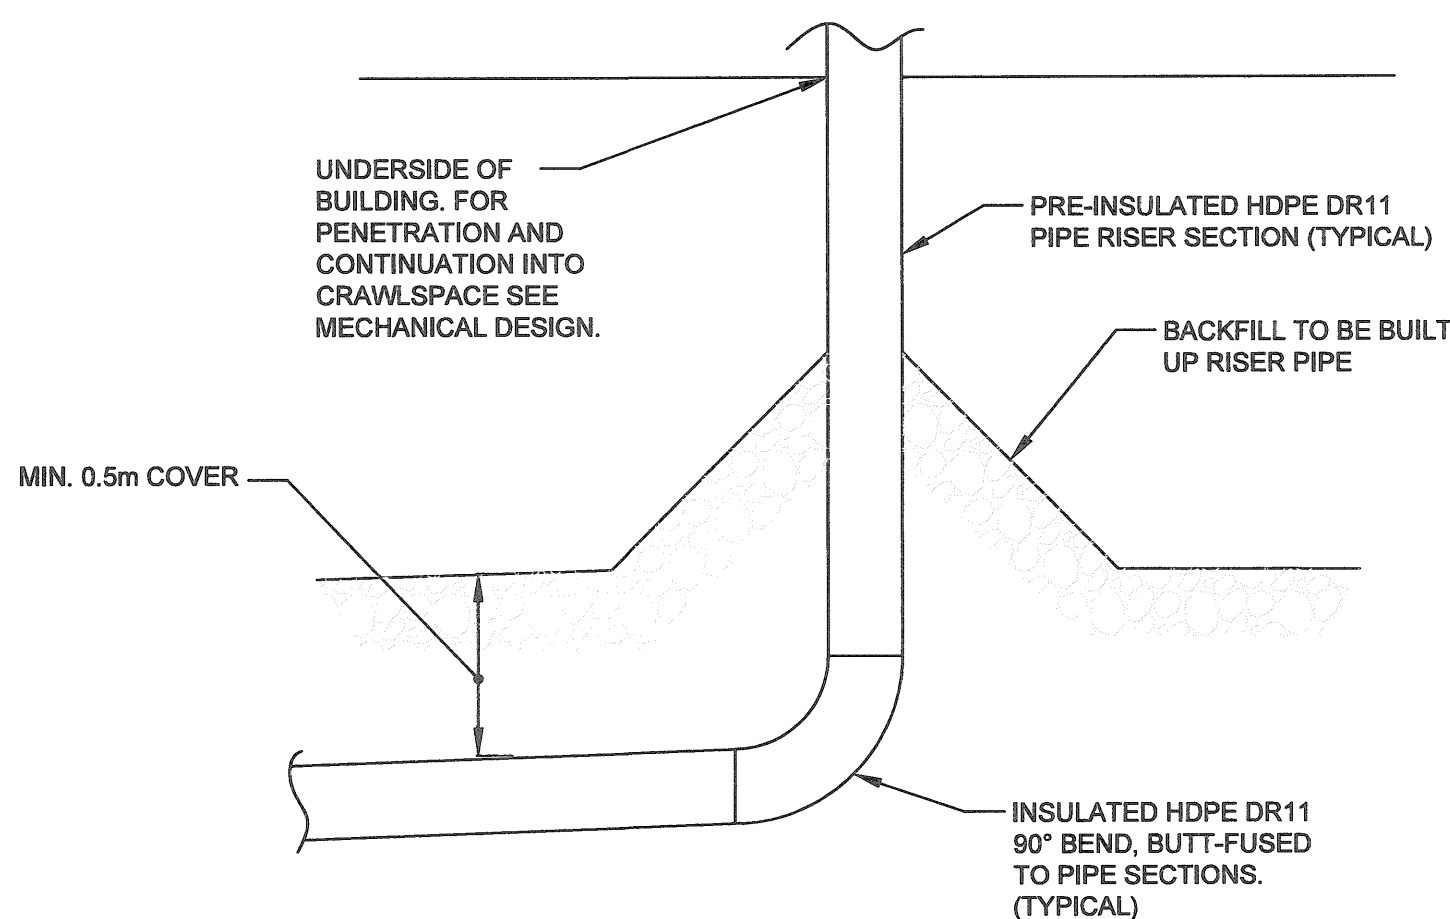 UNDERSIDE OF
BUILDING. FOR
PENETRATION AND
CONTINUATION INTO
CRAWLSPACE SEE
MECHANICAL DESIGN.
PRE-INSULATED HDPE DR11
PIPE RISER SECTION (TYPICAL)
BACKFILL TO BE BUILT
UP RISER PIPE
MIN. 0.5m COVER
INSULATED HDPE DR11
90° BEND, BUTT-FUSED
TO PIPE SECTIONS.
(TYPICAL)